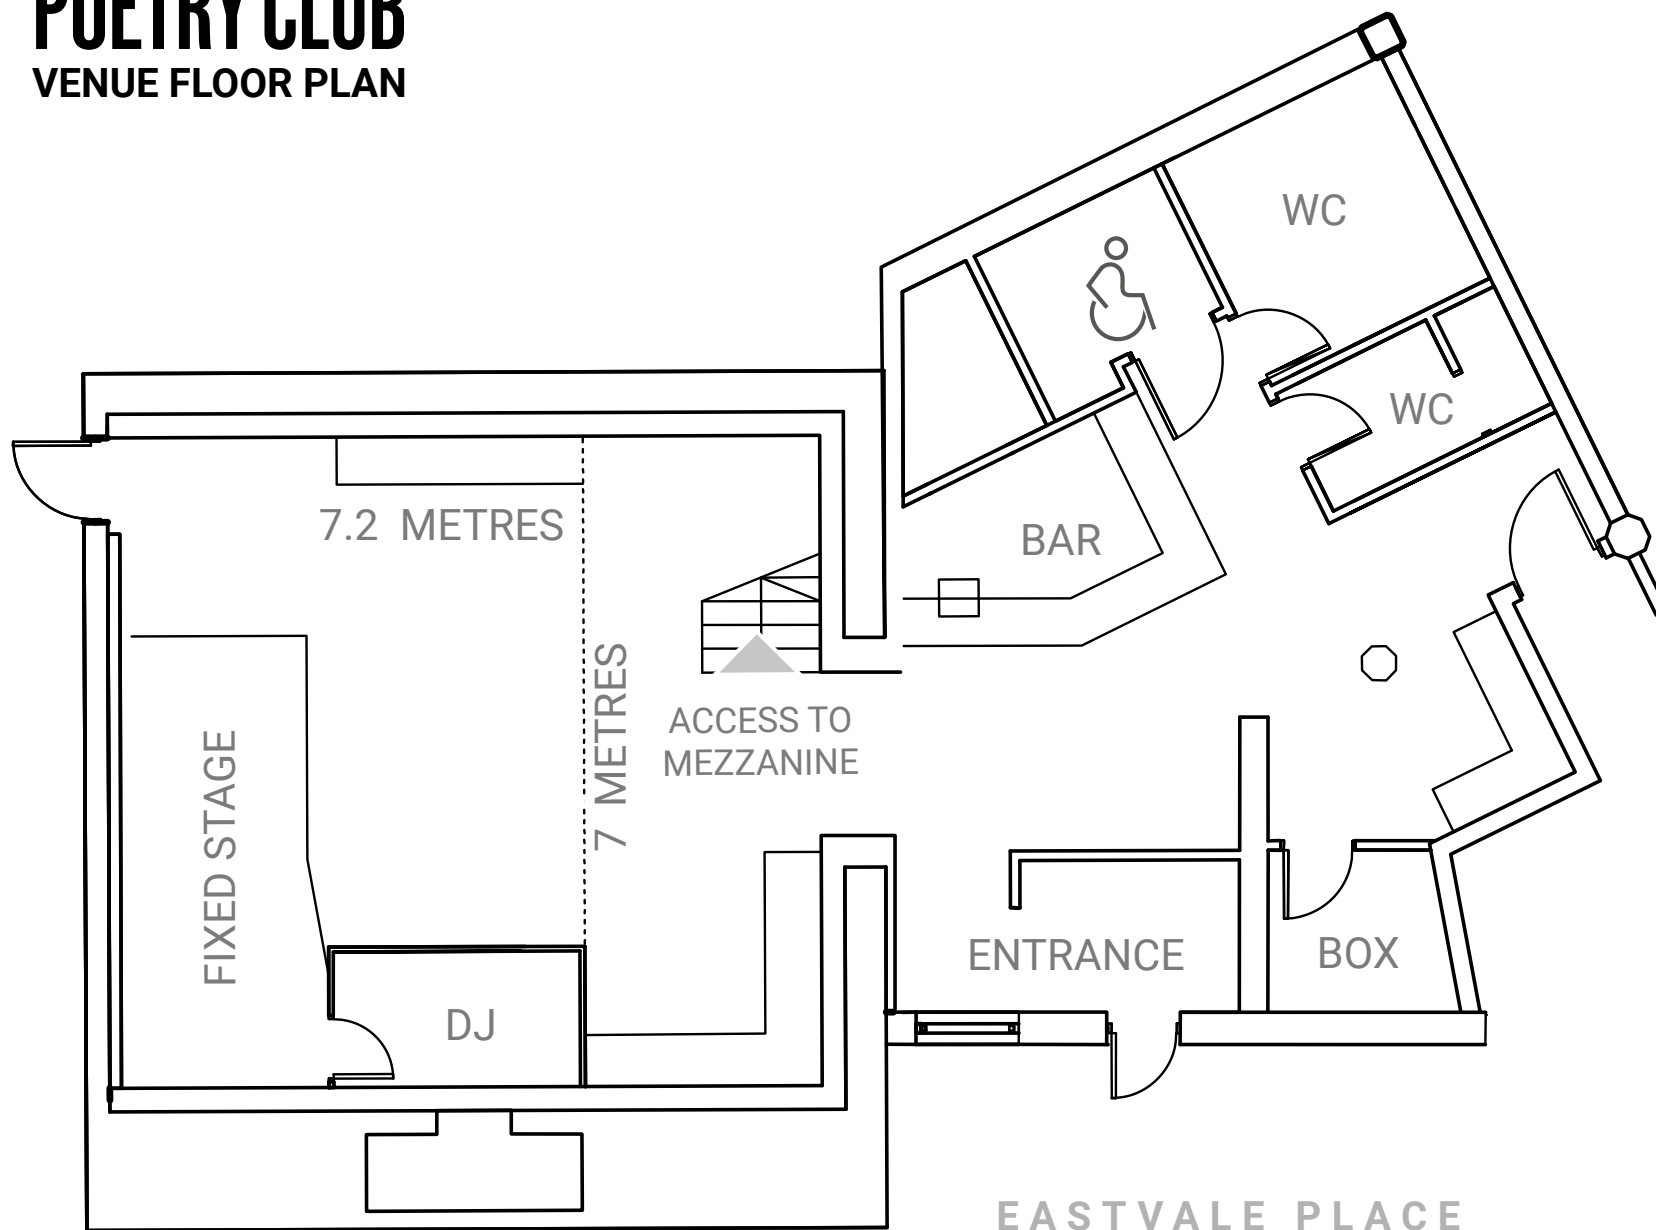 POETRY CLUB
VENUE FLOOR PLAN
WC
WC
7.2 METRES
BAR
7 METRES
ACCESS TO
MEZZANINE
FIXED STAGE
ENTRANCE
BOX
DJ
EASTVALE PLACE